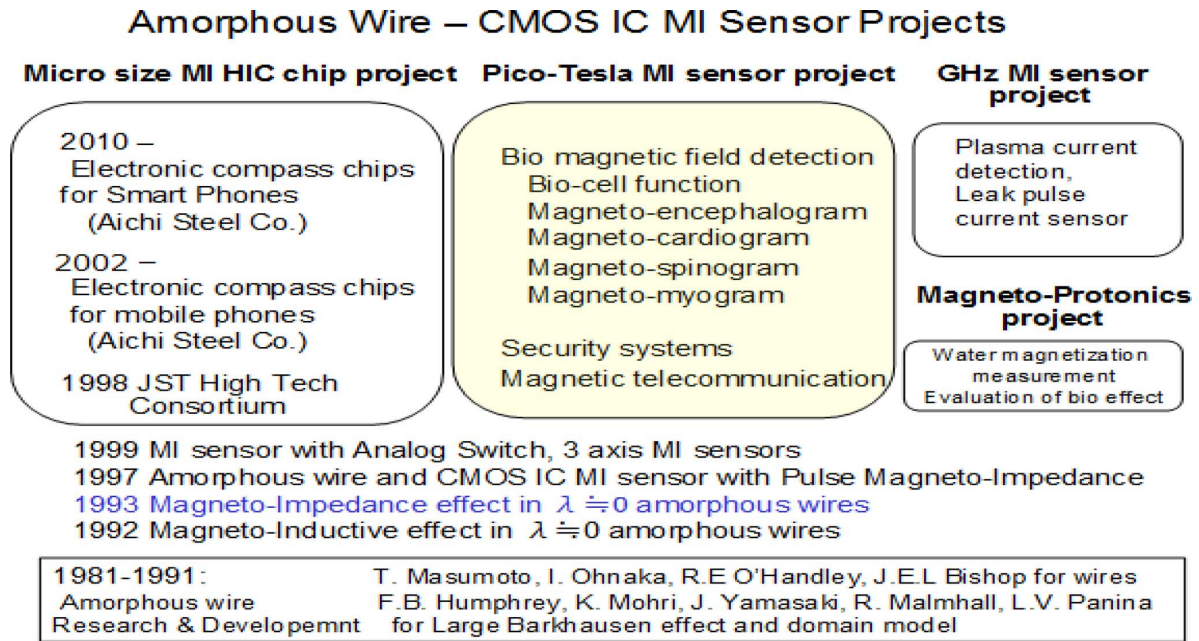 Amorphous Wire – CMOS IC MI Sensor Projects
Micro size MI HIC chip project
2010 –
Electronic compass chips
for Smart Phones
(Aichi Steel Co.)
2002 –
Electronic compass chips
for mobile phones
(Aichi Steel Co.)
1998 JST High Tech
Consortium
Pico-Tesla MI sensor project
Bio magnetic field detection
Bio-cell function
Magneto-encephalogram
Magneto-cardiogram
Magneto-spinogram
Magneto-myogram
Security systems
Magnetic telecommunication
GHz MI sensor
project
Plasma current
detection,
Leak pulse
current sensor
Magneto-Protonics
project
Water magnetization
measurement
Evaluation of bio effect
1999 MI sensor with Analog Switch, 3 axis MI sensors
1997 Amorphous wire and CMOS IC MI sensor with Pulse Magneto-Impedance
1993 Magneto-Impedance effect in λ≒0 amorphous wires
1992 Magneto-Inductive effect in λ≒0 amorphous wires
1981-1991: T. Masumoto, I. Ohnaka, R.E O'Handley, J.E.L Bishop for wires
Amorphous wire F.B. Humphrey, K. Mohri, J. Yamasaki, R. Malmhall, L.V. Panina
Research & Developemnt for Large Barkhausen effect and domain model